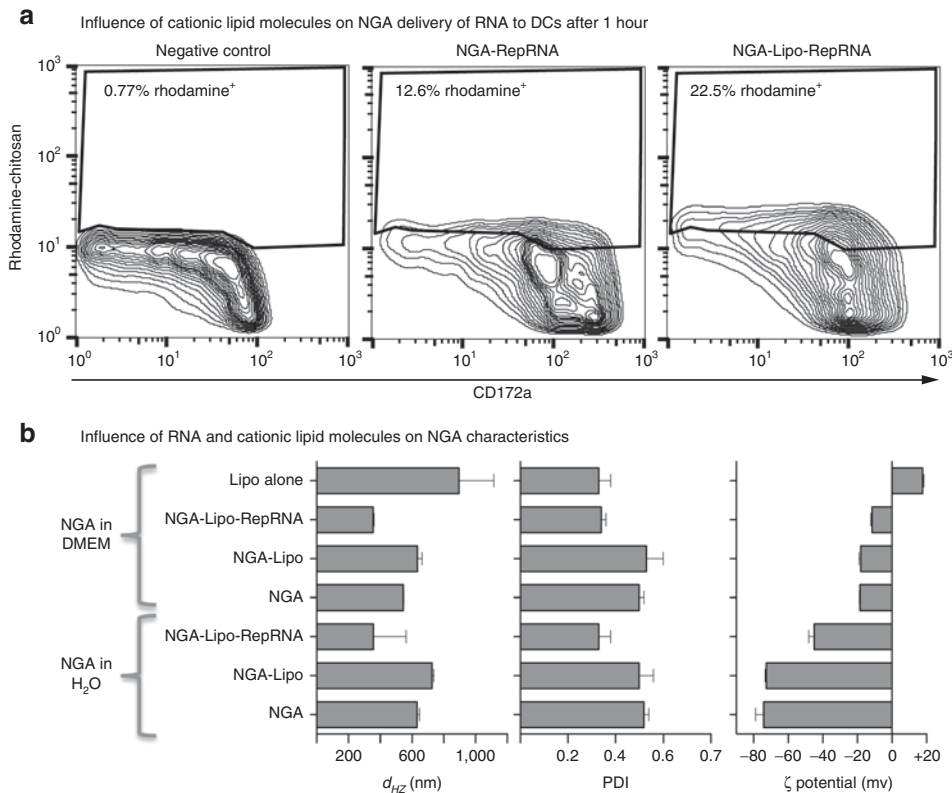 a
Influence of cationic lipid molecules on NGA delivery of RNA to DCs after 1 hour
Negative control
NGA-RepRNA
NGA-Lipo-RepRNA
0.77% rhodamine⁺
12.6% rhodamine⁺
22.5% rhodamine⁺
Rhodamine-chitosan
10³
10²
10¹
10⁰
10⁰ 10¹ 10² 10³
10¹ 10² 10³
10¹ 10² 10³
CD172a
b
Influence of RNA and cationic lipid molecules on NGA characteristics
NGA in
DMEM
Lipo alone
NGA-Lipo-RepRNA
NGA-Lipo
NGA
NGA in
H₂O
NGA-Lipo-RepRNA
NGA-Lipo
NGA
200 600 1,000
d_HZ (nm)
0.2 0.4 0.6 0.7
PDI
−80 −60 −40 −20 0 +20
ζ potential (mv)